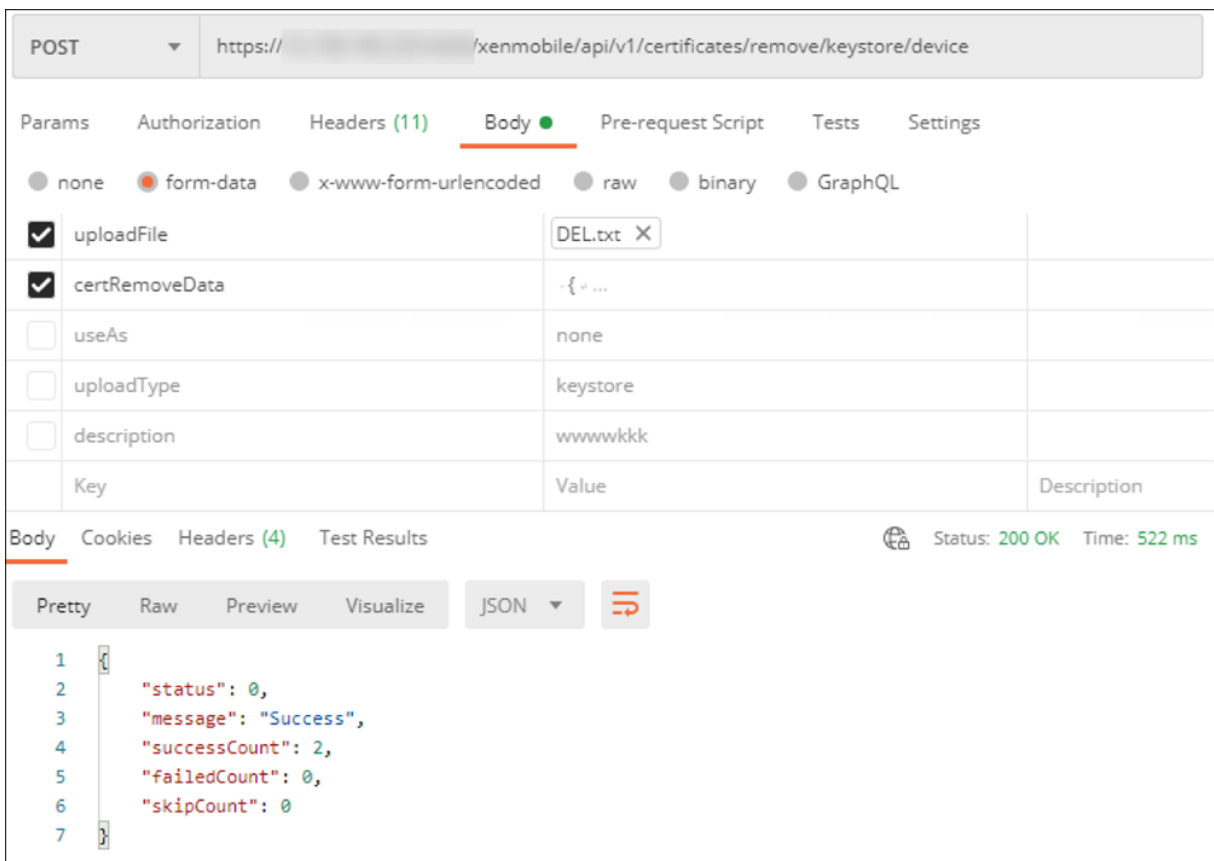 POST https:// /xenmobile/api/v1/certificates/remove/keystore/device
Params Authorization Headers (11) Body Pre-request Script Tests Settings
none form-data x-www-form-urlencoded raw binary GraphQL
uploadFile DEL.txt
certRemoveData { ...
useAs none
uploadType keystore
description wwwwkkk
Key Value Description
Body Cookies Headers (4) Test Results Status: 200 OK Time: 522 ms
Pretty Raw Preview Visualize JSON
1 {
2 "status": 0,
3 "message": "Success",
4 "successCount": 2,
5 "failedCount": 0,
6 "skipCount": 0
7 }